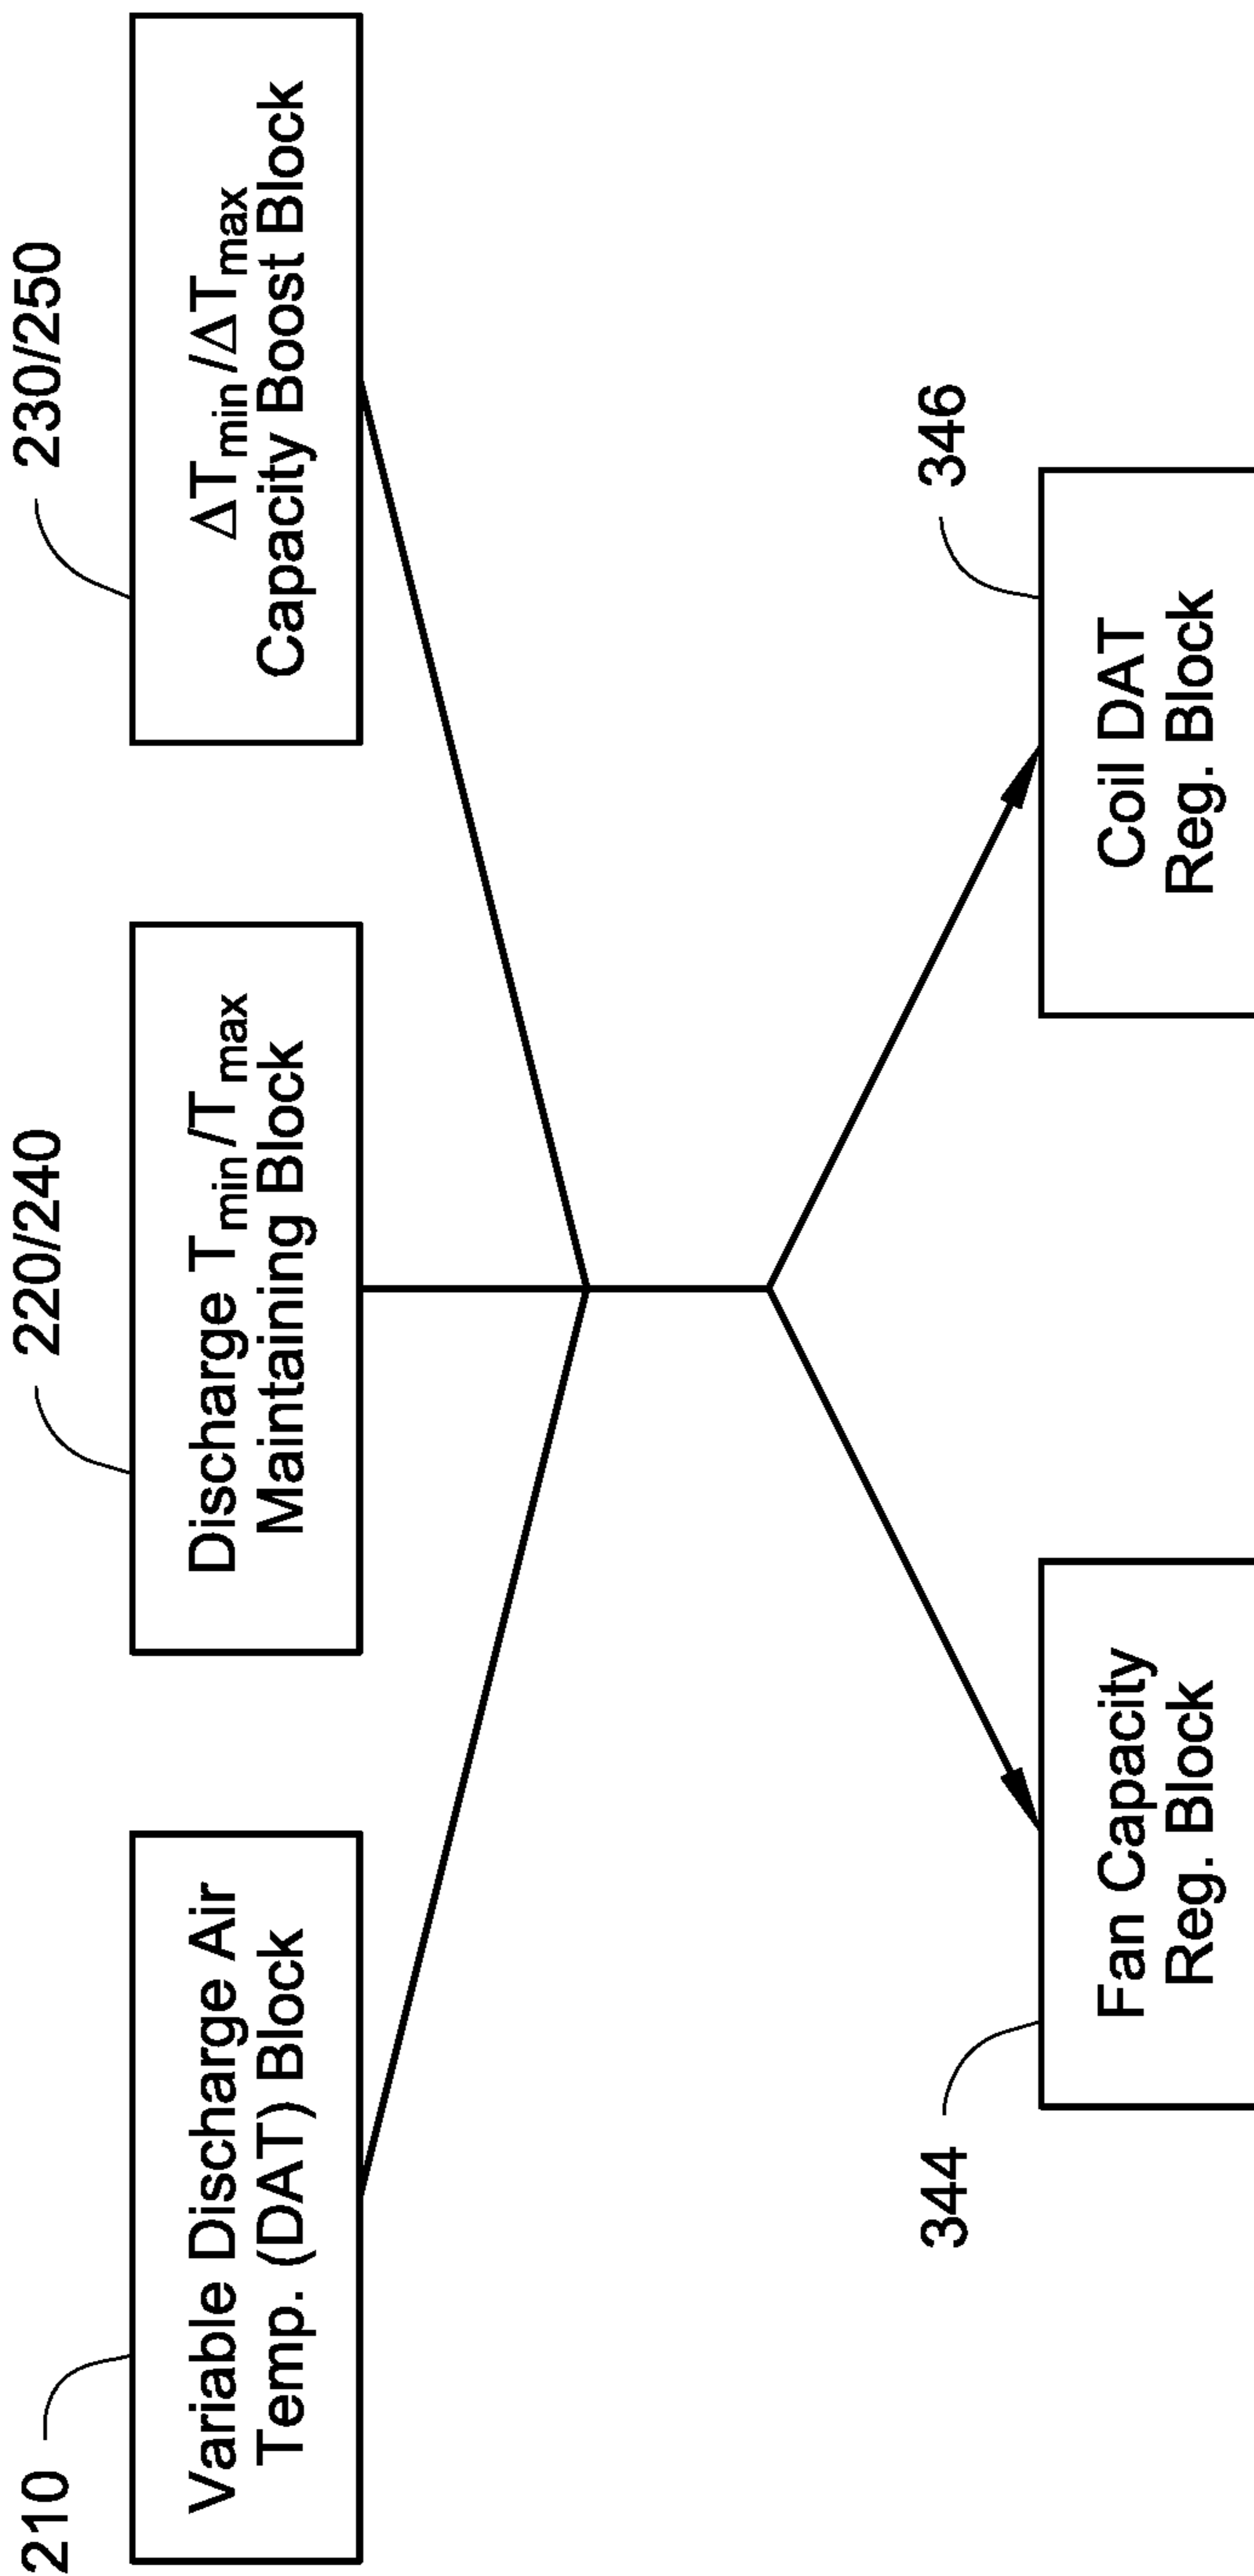 210
Variable Discharge Air
Temp. (DAT) Block
220/240
Discharge Tmin/Tmax
Maintaining Block
230/250
ΔTmin/ΔTmax
Capacity Boost Block
344
Fan Capacity
Reg. Block
346
Coil DAT
Reg. Block